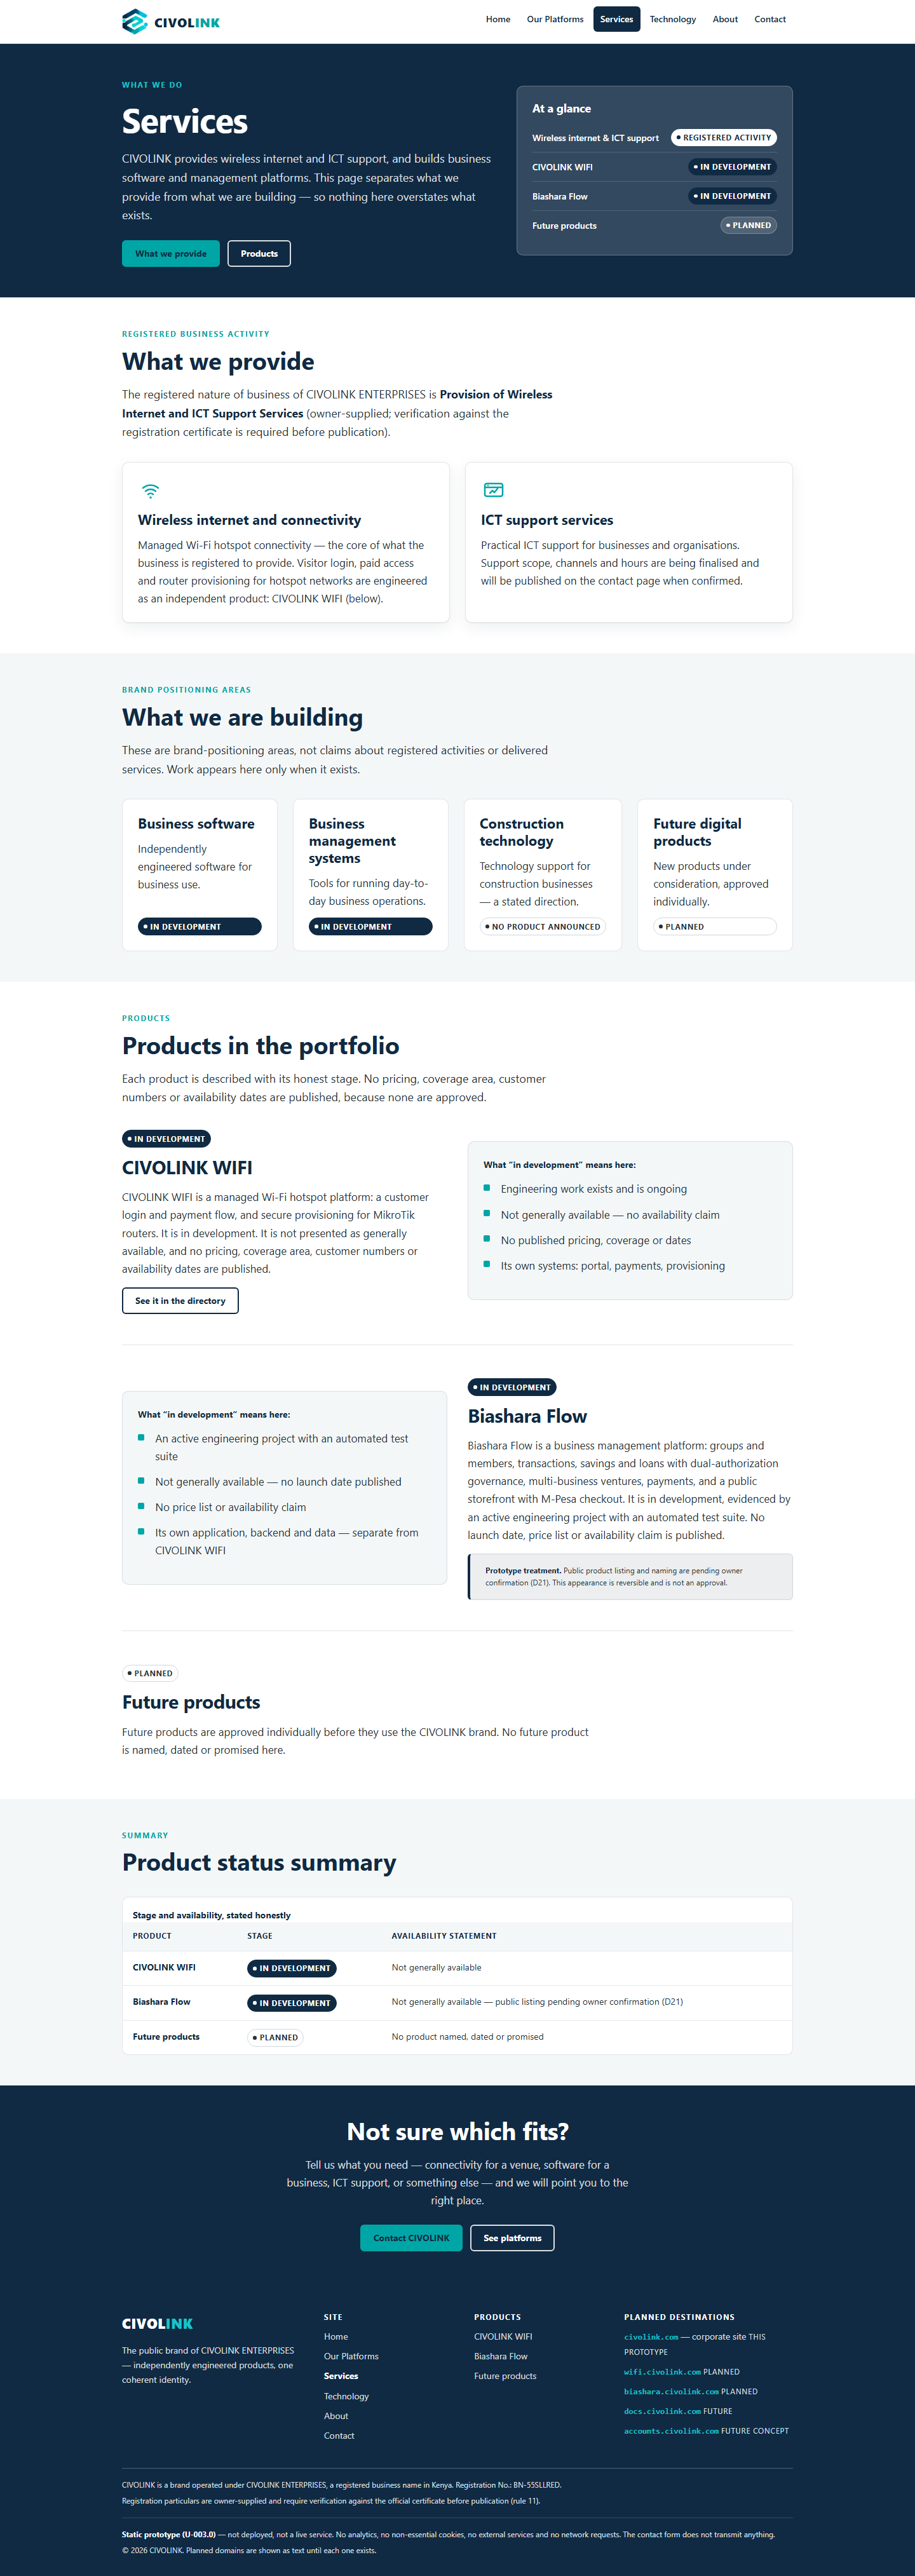 CIVOLINK
Home
Our Platforms
Services
Technology
About
Contact
WHAT WE DO
Services
CIVOLINK provides wireless internet and ICT support, and builds business
software and management platforms. This page separates what we
provide from what we are building — so nothing here overstates what
exists.
What we provide
Products
At a glance
Wireless internet & ICT support
REGISTERED ACTIVITY
CIVOLINK WIFI
IN DEVELOPMENT
Biashara Flow
IN DEVELOPMENT
Future products
PLANNED
REGISTERED BUSINESS ACTIVITY
What we provide
The registered nature of business of CIVOLINK ENTERPRISES is Provision of Wireless
Internet and ICT Support Services (owner-supplied; verification against the
registration certificate is required before publication).
Wireless internet and connectivity
Managed Wi-Fi hotspot connectivity — the core of what the
business is registered to provide. Visitor login, paid access
and router provisioning for hotspot networks are engineered
as an independent product: CIVOLINK WIFI (below).
ICT support services
Practical ICT support for businesses and organisations.
Support scope, channels and hours are being finalised and
will be published on the contact page when confirmed.
BRAND POSITIONING AREAS
What we are building
These are brand-positioning areas, not claims about registered activities or delivered
services. Work appears here only when it exists.
Business software
Independently
engineered software for
business use.
IN DEVELOPMENT
Business
management
systems
Tools for running day-to-
day business operations.
IN DEVELOPMENT
Construction
technology
Technology support for
construction businesses
— a stated direction.
NO PRODUCT ANNOUNCED
Future digital
products
New products under
consideration, approved
individually.
PLANNED
PRODUCTS
Products in the portfolio
Each product is described with its honest stage. No pricing, coverage area, customer
numbers or availability dates are published, because none are approved.
IN DEVELOPMENT
CIVOLINK WIFI
CIVOLINK WIFI is a managed Wi-Fi hotspot platform: a customer
login and payment flow, and secure provisioning for MikroTik
routers. It is in development. It is not presented as generally
available, and no pricing, coverage area, customer numbers or
availability dates are published.
See it in the directory
What “in development” means here:
Engineering work exists and is ongoing
Not generally available — no availability claim
No published pricing, coverage or dates
Its own systems: portal, payments, provisioning
What “in development” means here:
An active engineering project with an automated test
suite
Not generally available — no launch date published
No price list or availability claim
Its own application, backend and data — separate from
CIVOLINK WIFI
IN DEVELOPMENT
Biashara Flow
Biashara Flow is a business management platform: groups and
members, transactions, savings and loans with dual-authorization
governance, multi-business ventures, payments, and a public
storefront with M-Pesa checkout. It is in development, evidenced by
an active engineering project with an automated test suite. No
launch date, price list or availability claim is published.
Prototype treatment. Public product listing and naming are pending owner
confirmation (D21). This appearance is reversible and is not an approval.
PLANNED
Future products
Future products are approved individually before they use the CIVOLINK brand. No future product
is named, dated or promised here.
SUMMARY
Product status summary
Stage and availability, stated honestly
PRODUCT STAGE AVAILABILITY STATEMENT
CIVOLINK WIFI IN DEVELOPMENT Not generally available
Biashara Flow IN DEVELOPMENT Not generally available — public listing pending owner confirmation (D21)
Future products PLANNED No product named, dated or promised
Not sure which fits?
Tell us what you need — connectivity for a venue, software for a
business, ICT support, or something else — and we will point you to the
right place.
Contact CIVOLINK
See platforms
CIVOLINK
The public brand of CIVOLINK ENTERPRISES
— independently engineered products, one
coherent identity.
SITE
Home
Our Platforms
Services
Technology
About
Contact
PRODUCTS
CIVOLINK WIFI
Biashara Flow
Future products
PLANNED DESTINATIONS
civolink.com — corporate site THIS
PROTOTYPE
wifi.civolink.com PLANNED
biashara.civolink.com PLANNED
docs.civolink.com FUTURE
accounts.civolink.com FUTURE CONCEPT
CIVOLINK is a brand operated under CIVOLINK ENTERPRISES, a registered business name in Kenya. Registration No.: BN-55SLLRED.
Registration particulars are owner-supplied and require verification against the official certificate before publication (rule 11).
Static prototype (U-003.0) — not deployed, not a live service. No analytics, no non-essential cookies, no external services and no network requests. The contact form does not transmit anything.
© 2026 CIVOLINK. Planned domains are shown as text until each one exists.